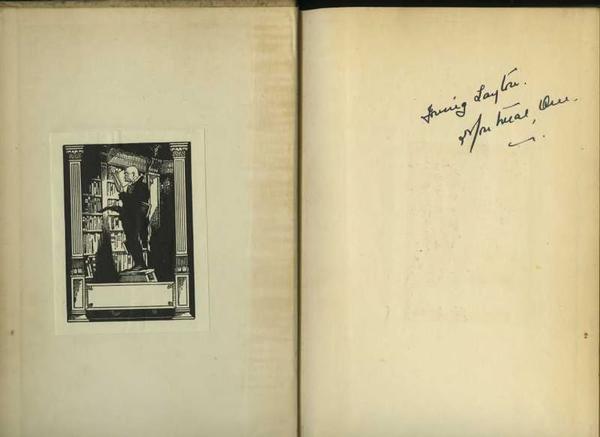 Irving Layton.
Montreal, Que.